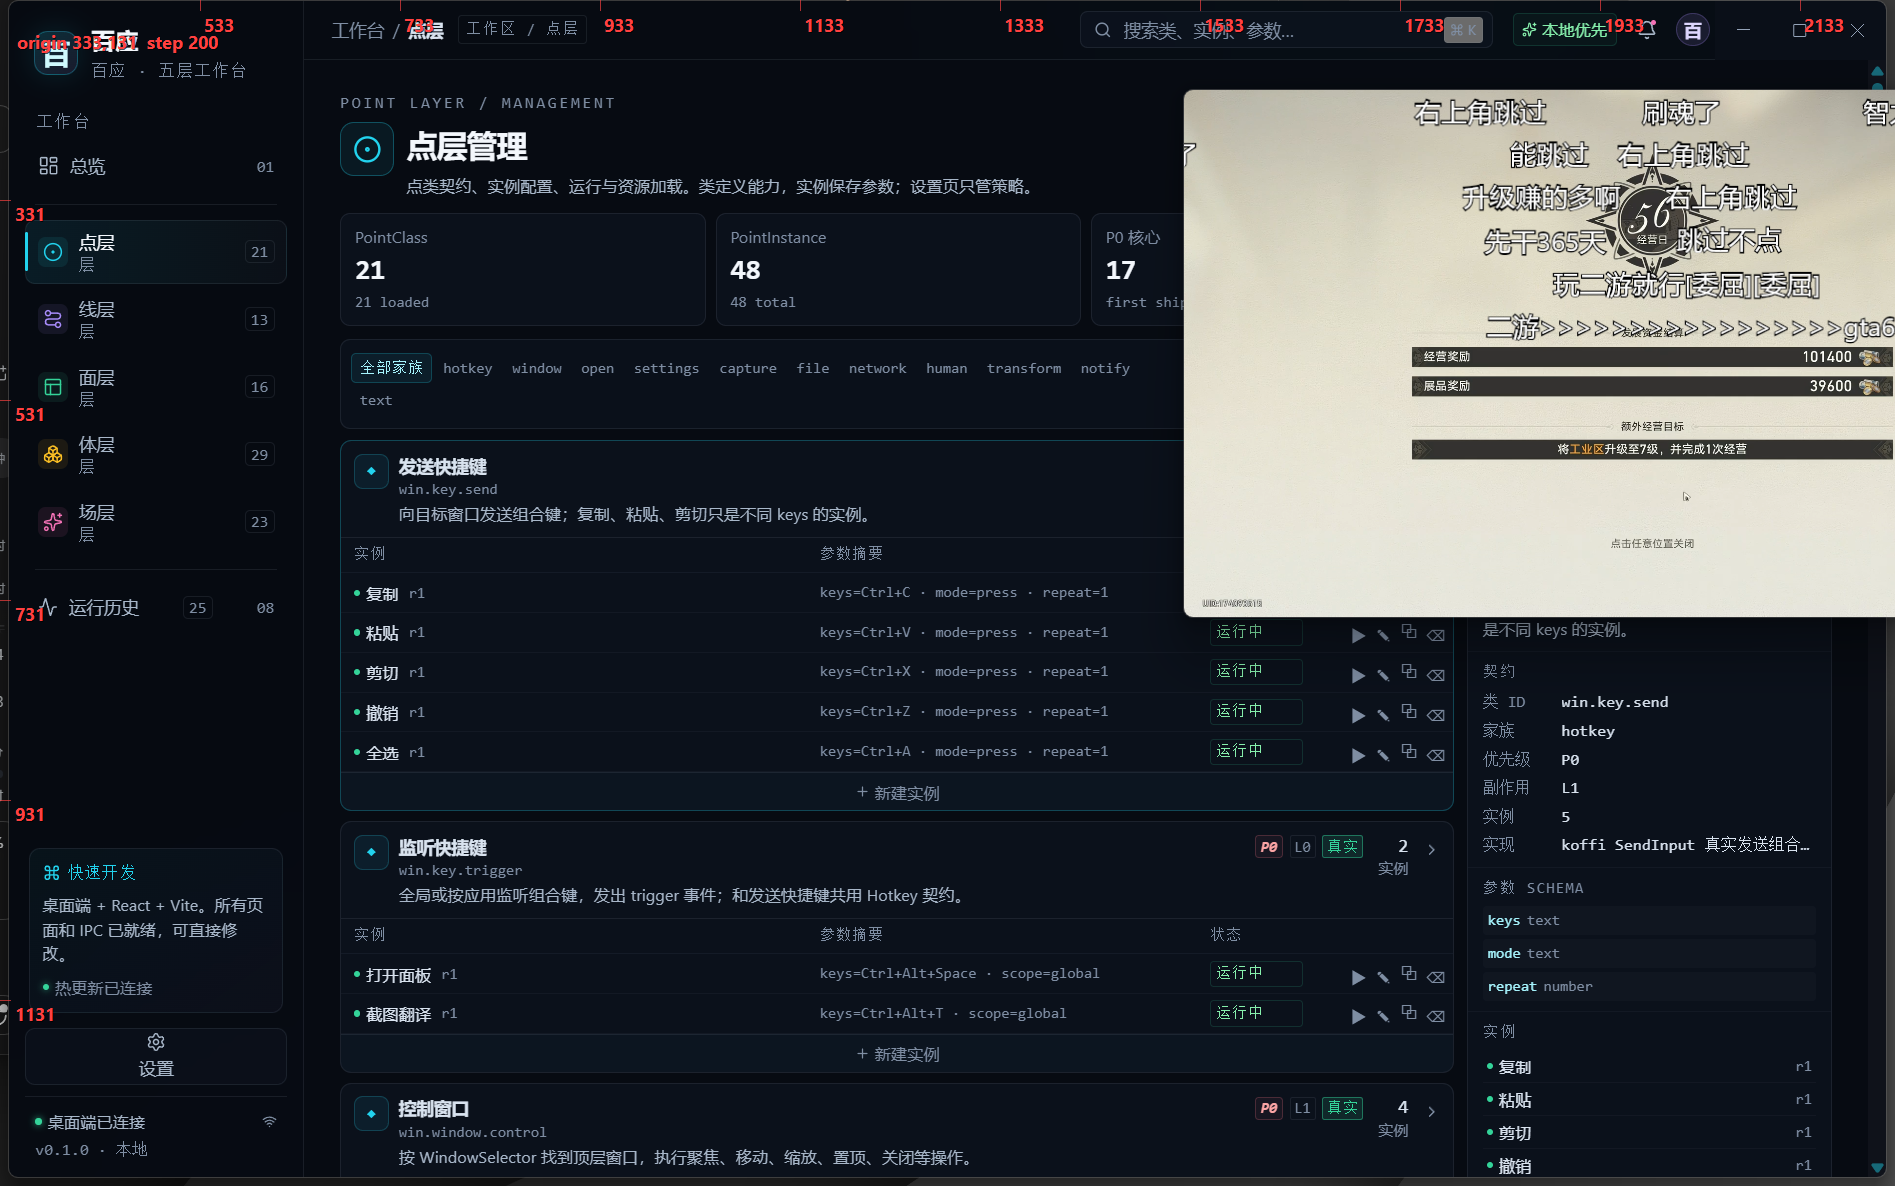 origin 333,131 step 200
533
733
933
1133
1333
1533
1733
1933
2133
331
531
731
931
1131
百应
百
百应 · 五层工作台
工作台
总览 01
点层
层
21
线层
层
13
面层
层
16
体层
层
29
场层
层
23
运行历史 25 08
快速开发
桌面端 + React + Vite。所有页
面和 IPC 已就绪，可直接修
改。
热更新已连接
设置
桌面端已连接
v0.1.0 · 本地
工作台 / 点层 工作区 / 点层
搜索类、实例、参数... ⌘ K
本地优先
百
POINT LAYER / MANAGEMENT
点层管理
点类契约、实例配置、运行与资源加载。类定义能力，实例保存参数；设置页只管策略。
PointClass
21
21 loaded
PointInstance
48
48 total
P0 核心
17
first ship
全部家族 hotkey window open settings capture file network human transform notify
text
发送快捷键
win.key.send
向目标窗口发送组合键；复制、粘贴、剪切只是不同 keys 的实例。
实例 参数摘要
复制 r1 keys=Ctrl+C · mode=press · repeat=1
粘贴 r1 keys=Ctrl+V · mode=press · repeat=1 运行中
剪切 r1 keys=Ctrl+X · mode=press · repeat=1 运行中
撤销 r1 keys=Ctrl+Z · mode=press · repeat=1 运行中
全选 r1 keys=Ctrl+A · mode=press · repeat=1 运行中
+ 新建实例
监听快捷键
P0 L0 真实 2
实例
win.key.trigger
全局或按应用监听组合键，发出 trigger 事件；和发送快捷键共用 Hotkey 契约。
实例 参数摘要 状态
打开面板 r1 keys=Ctrl+Alt+Space · scope=global 运行中
截图翻译 r1 keys=Ctrl+Alt+T · scope=global 运行中
+ 新建实例
控制窗口
P0 L1 真实 4
实例
win.window.control
按 WindowSelector 找到顶层窗口，执行聚焦、移动、缩放、置顶、关闭等操作。
右上角跳过 刷魂了
了 能跳过 右上角跳过
升级赚的多啊 右上角跳过
56
经营日
先干365天 跳过不点
玩二游就行[委屈][委屈]
二游>>>>>>>>>>>>>>>>>gta6
经营奖励 101400
展品奖励 39600
额外经营目标
将工业区升级至7级，并完成1次经营
点击任意位置关闭
是不同 keys 的实例。
契约
类 ID win.key.send
家族 hotkey
优先级 P0
副作用 L1
实例 5
实现 koffi SendInput 真实发送组合…
参数 SCHEMA
keys text
mode text
repeat number
实例
复制 r1
粘贴 r1
剪切 r1
撤销 r1